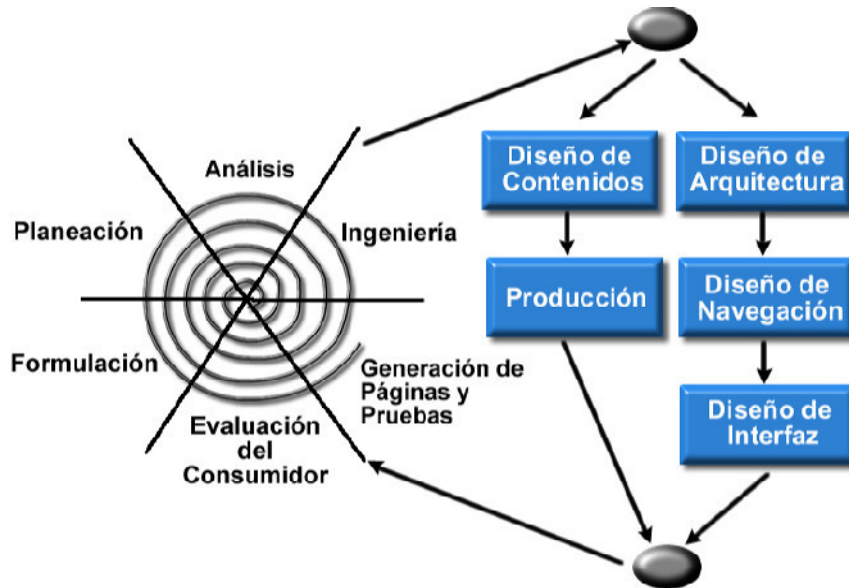 Análisis
Planeación
Ingeniería
Formulación
Generación de
Páginas y
Pruebas
Evaluación
del
Consumidor
Diseño de
Contenidos
Producción
Diseño de
Arquitectura
Diseño de
Navegación
Diseño de
Interfaz